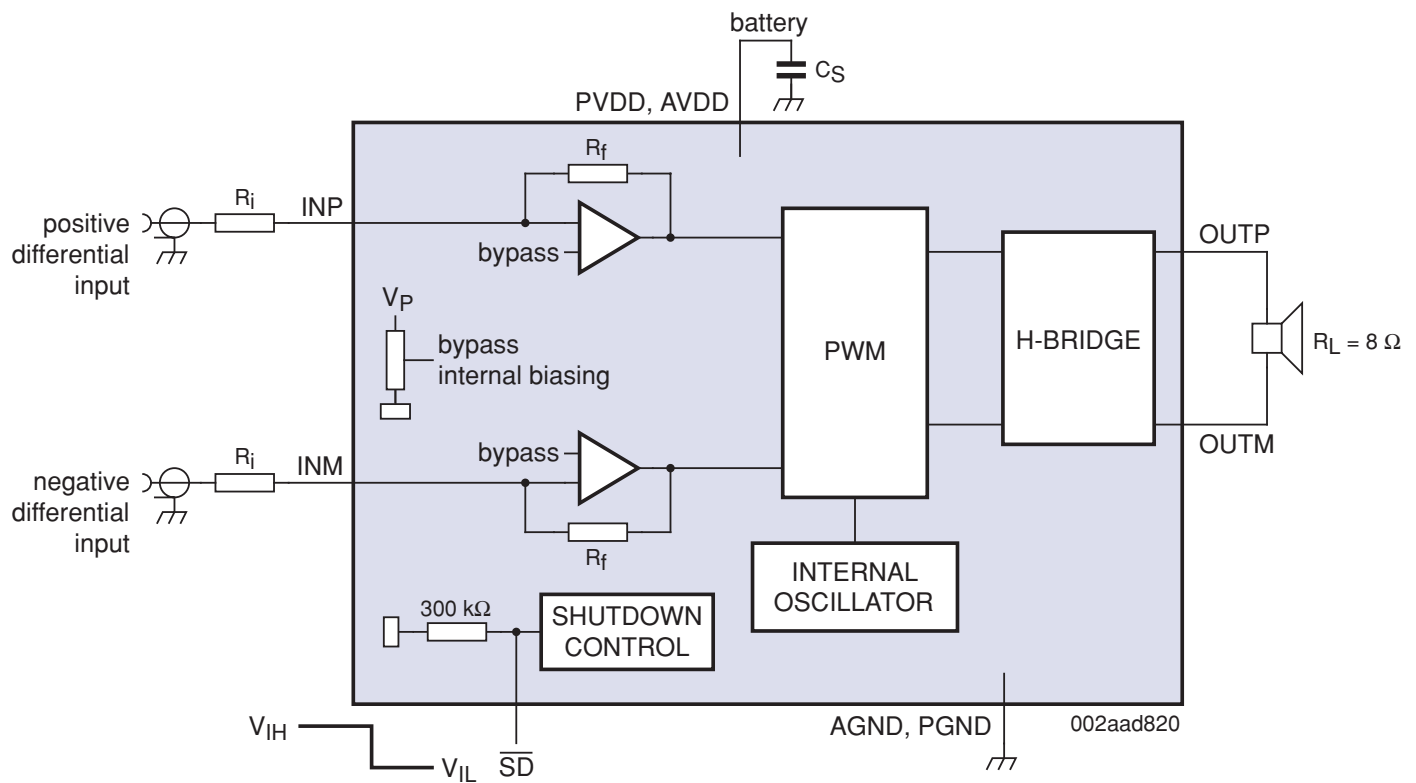 battery
CS
PVDD, AVDD
Rf
Ri
INP
positive
differential
input
bypass
OUTP
VP
bypass
internal biasing
PWM
H-BRIDGE
RL = 8 Ω
bypass
OUTM
Ri
INM
negative
differential
input
Rf
INTERNAL
OSCILLATOR
300 kΩ
SHUTDOWN
CONTROL
VIH
VIL
SD
AGND, PGND
002aad820